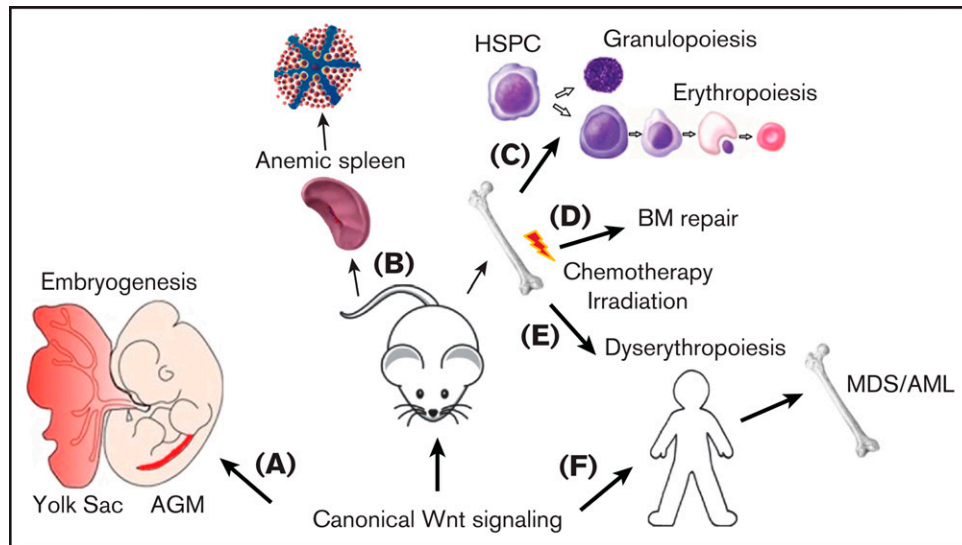 HSPC
Granulopoiesis
Erythropoiesis
Anemic spleen
(C)
(D)
BM repair
(B)
Chemotherapy
Irradiation
Embryogenesis
(E)
Dyserythropoiesis
MDS/AML
(A)
(F)
Yolk Sac
AGM
Canonical Wnt signaling